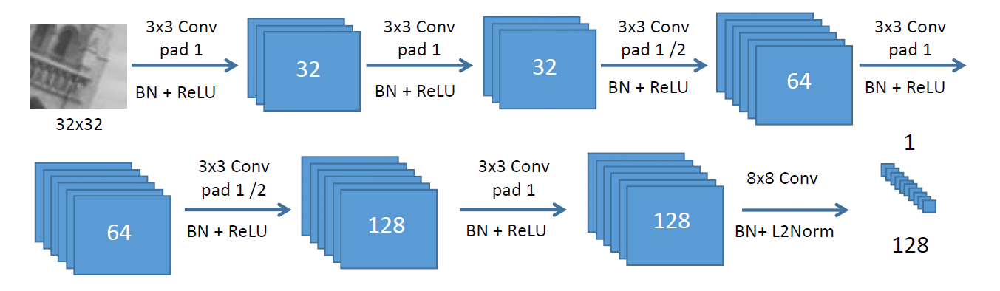 3x3 Conv
pad 1
BN + ReLU
32x32
32
3x3 Conv
pad 1
BN + ReLU
32
3x3 Conv
pad 1 /2
BN + ReLU
64
3x3 Conv
pad 1
BN + ReLU
64
3x3 Conv
pad 1 /2
BN + ReLU
128
3x3 Conv
pad 1
BN + ReLU
128
8x8 Conv
BN+ L2Norm
1
128